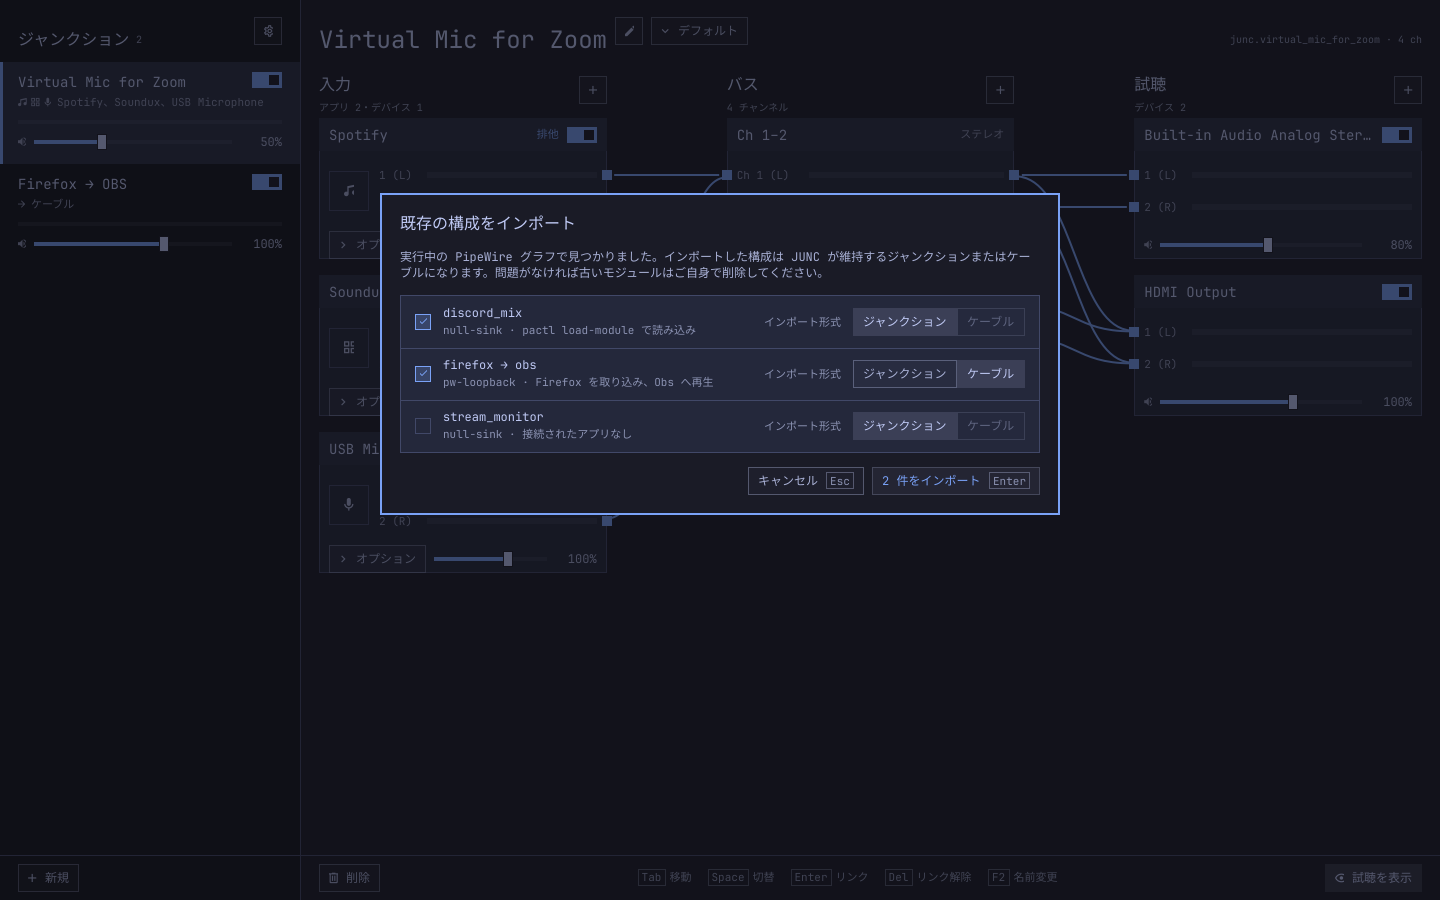 ジャンクション 2
Virtual Mic for Zoom
Spotify、Soundux、USB Microphone
50%
Firefox → OBS
→ ケーブル
100%
+ 新規
Virtual Mic for Zoom
デフォルト
junc.virtual_mic_for_zoom · 4 ch
入力
アプリ 2・デバイス 1
Spotify
排他
1 (L)
オプ
Soundu
オプ
USB Mi
2 (R)
オプション
100%
バス
4 チャンネル
Ch 1–2
ステレオ
Ch 1 (L)
試聴
デバイス 2
Built-in Audio Analog Ster…
1 (L)
2 (R)
80%
HDMI Output
1 (L)
2 (R)
100%
既存の構成をインポート
実行中の PipeWire グラフで見つかりました。インポートした構成は JUNC が維持するジャンクションまたはケー
ブルになります。問題がなければ古いモジュールはご自身で削除してください。
discord_mix
null-sink · pactl load-module で読み込み
インポート形式
ジャンクション
ケーブル
firefox → obs
pw-loopback · Firefox を取り込み、Obs へ再生
インポート形式
ジャンクション
ケーブル
stream_monitor
null-sink · 接続されたアプリなし
インポート形式
ジャンクション
ケーブル
キャンセル Esc
2 件をインポート Enter
削除
Tab 移動 Space 切替 Enter リンク Del リンク解除 F2 名前変更
試聴を表示